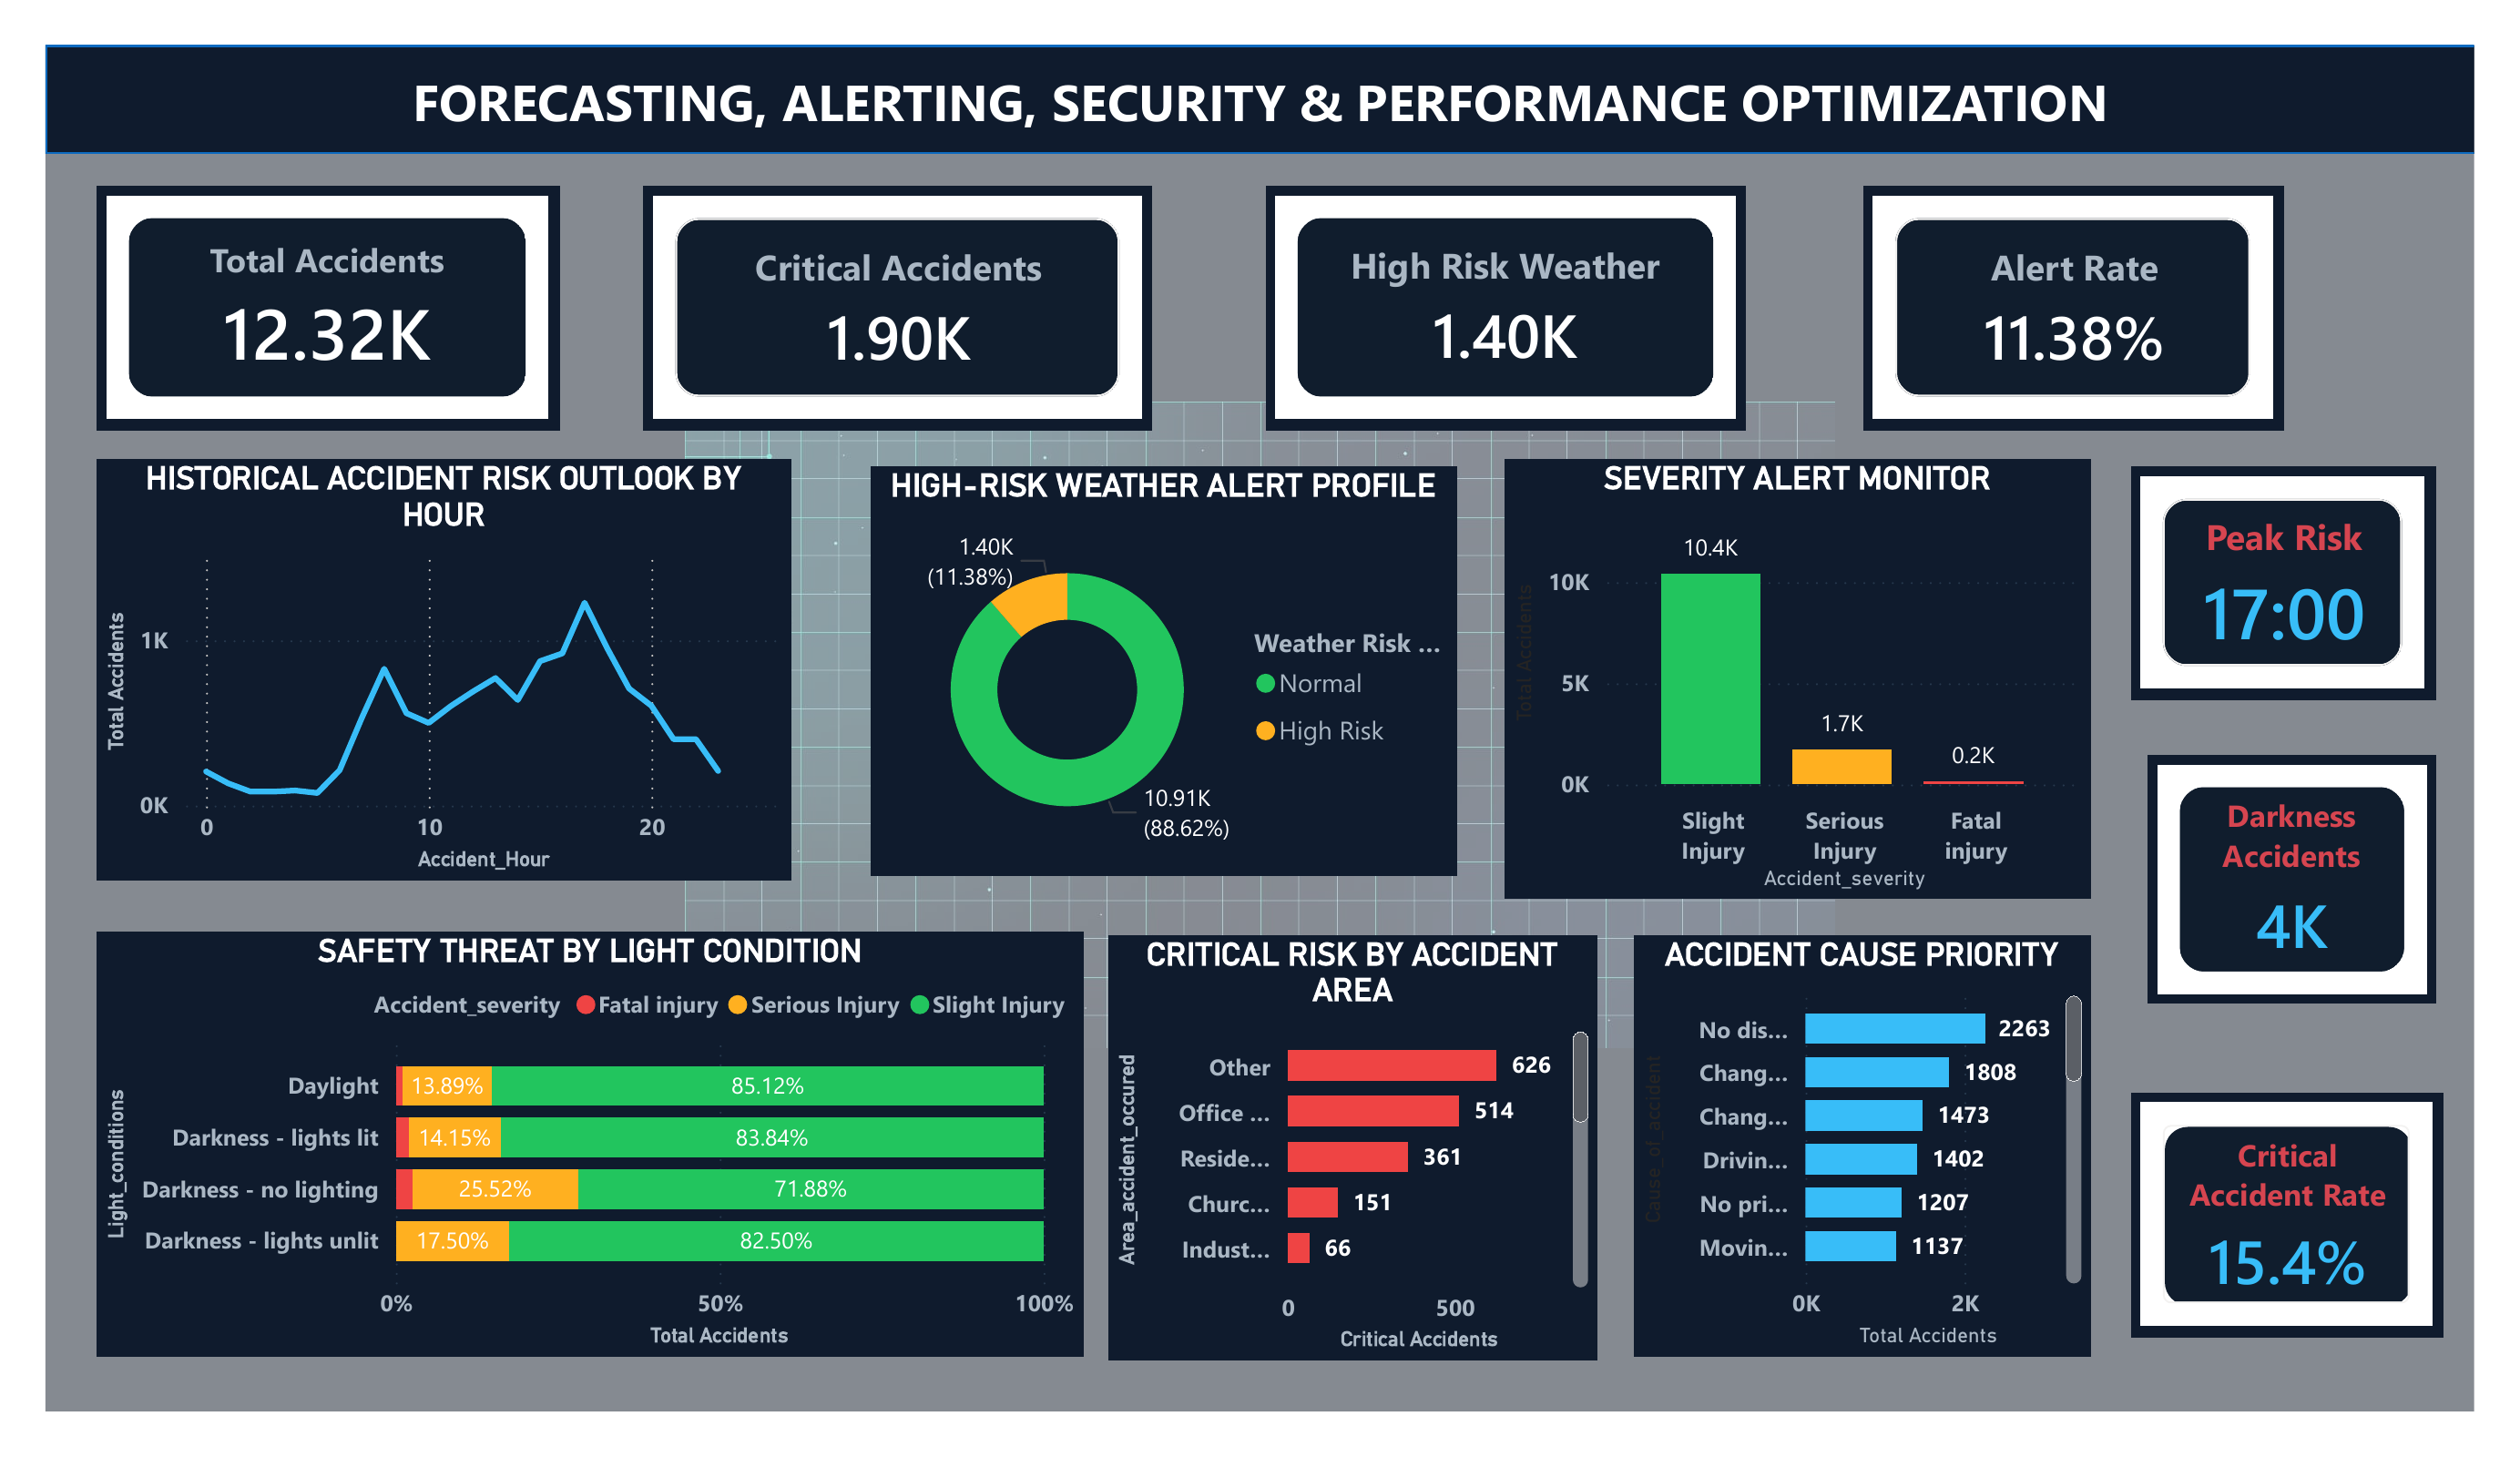 FORECASTING, ALERTING, SECURITY & PERFORMANCE OPTIMIZATION
Total Accidents
12.32K
Critical Accidents
1.90K
High Risk Weather
1.40K
Alert Rate
11.38%
HISTORICAL ACCIDENT RISK OUTLOOK BY
HOUR
Total Accidents
1K
0K
0
10
20
Accident_Hour
HIGH-RISK WEATHER ALERT PROFILE
1.40K
(11.38%)
10.91K
(88.62%)
Weather Risk ...
Normal
High Risk
SEVERITY ALERT MONITOR
Total Accidents
10K
5K
0K
10.4K
1.7K
0.2K
Slight
Injury
Serious
Injury
Fatal
injury
Accident_severity
Peak Risk
17:00
Darkness
Accidents
4K
SAFETY THREAT BY LIGHT CONDITION
Accident_severity Fatal injury Serious Injury Slight Injury
Light_conditions
Daylight 13.89% 85.12%
Darkness - lights lit 14.15% 83.84%
Darkness - no lighting 25.52% 71.88%
Darkness - lights unlit 17.50% 82.50%
0% 50% 100%
Total Accidents
CRITICAL RISK BY ACCIDENT
AREA
Area_accident_occured
Other 626
Office ... 514
Reside... 361
Churc... 151
Indust... 66
0 500
Critical Accidents
ACCIDENT CAUSE PRIORITY
Cause_of_accident
No dis... 2263
Chang... 1808
Chang... 1473
Drivin... 1402
No pri... 1207
Movin... 1137
0K 2K
Total Accidents
Critical
Accident Rate
15.4%